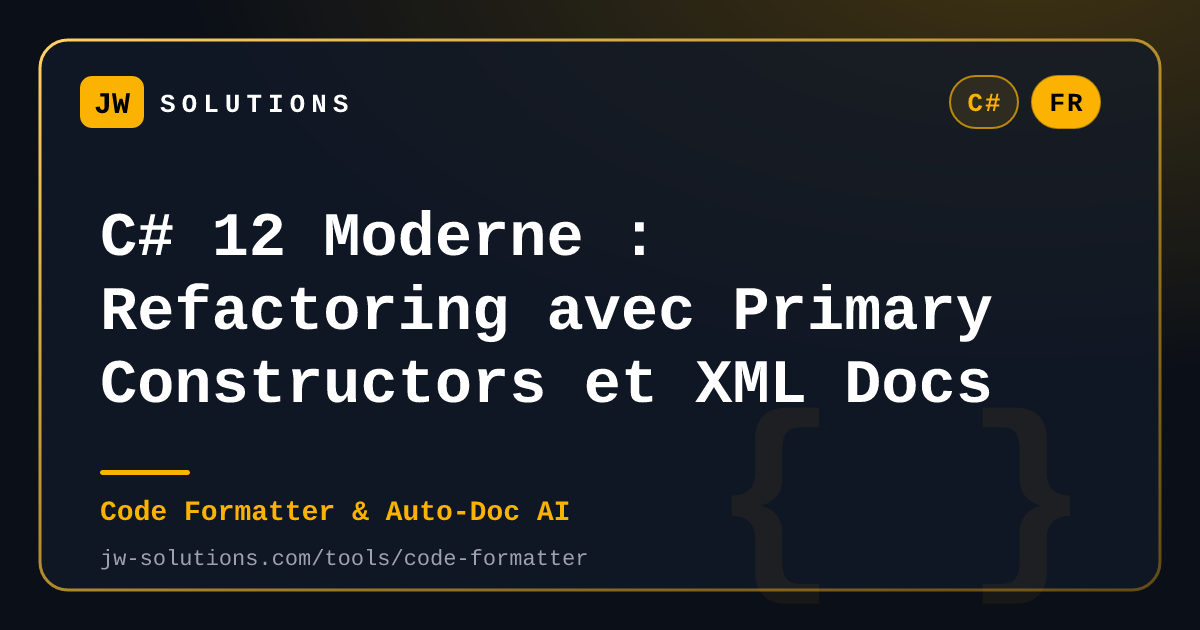 JW SOLUTIONS
C# FR
C# 12 Moderne :
Refactoring avec Primary
Constructors et XML Docs
{ }
Code Formatter & Auto-Doc AI
jw-solutions.com/tools/code-formatter